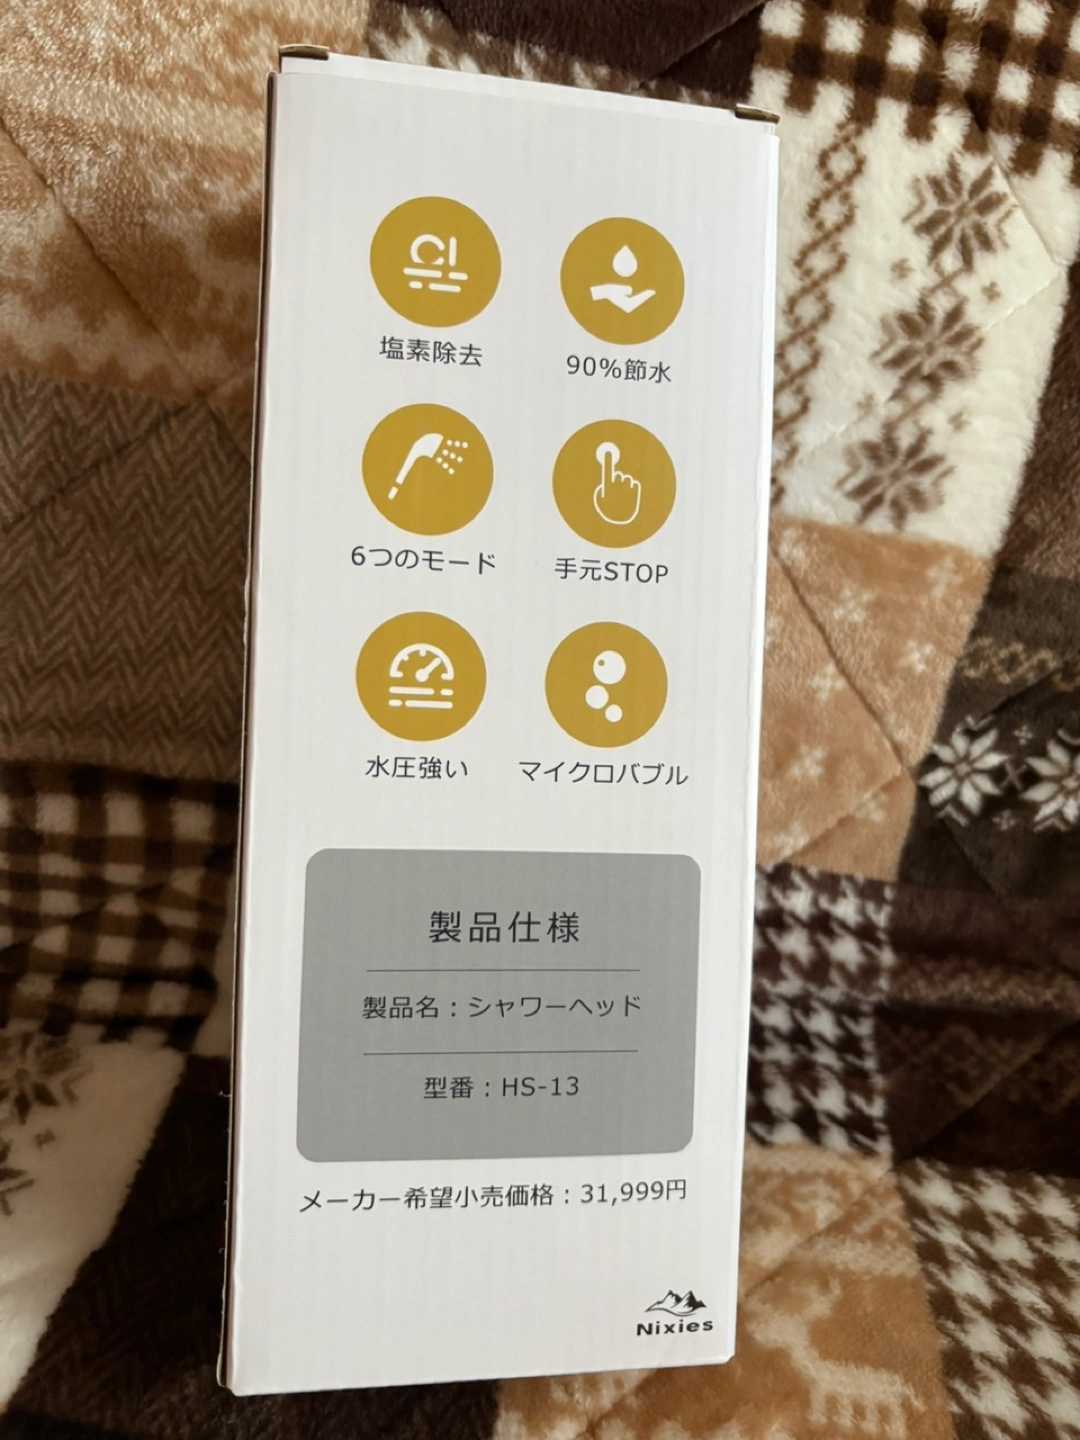 Cl
塩素除去
90%節水
6つのモード
手元STOP
水圧強い
マイクロバブル
製品仕様
製品名：シャワーヘッド
型番：HS-13
メーカー希望小売価格：31,999円
Nixies